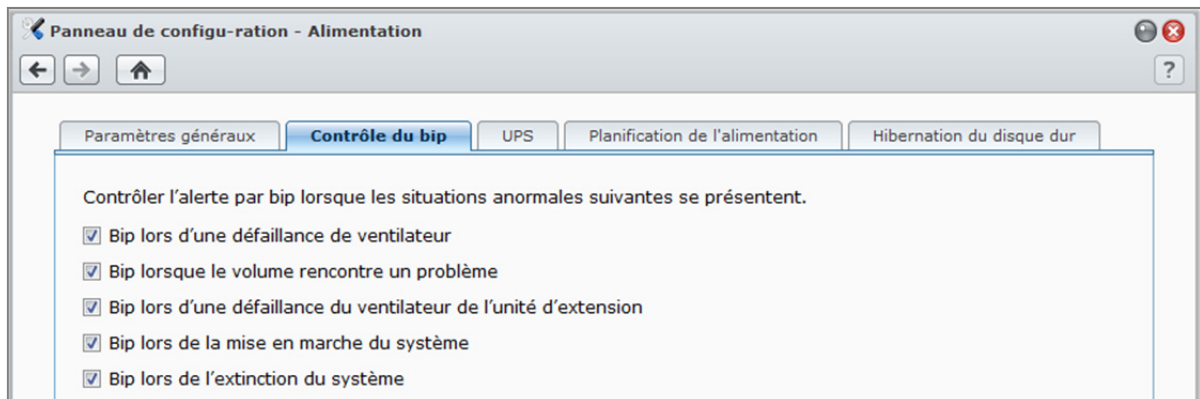 Panneau de configu-ration - Alimentation
?
Paramètres généraux Contrôle du bip UPS Planification de l'alimentation Hibernation du disque dur
Contrôler l'alerte par bip lorsque les situations anormales suivantes se présentent.
Bip lors d'une défaillance de ventilateur
Bip lorsque le volume rencontre un problème
Bip lors d'une défaillance du ventilateur de l'unité d'extension
Bip lors de la mise en marche du système
Bip lors de l'extinction du système